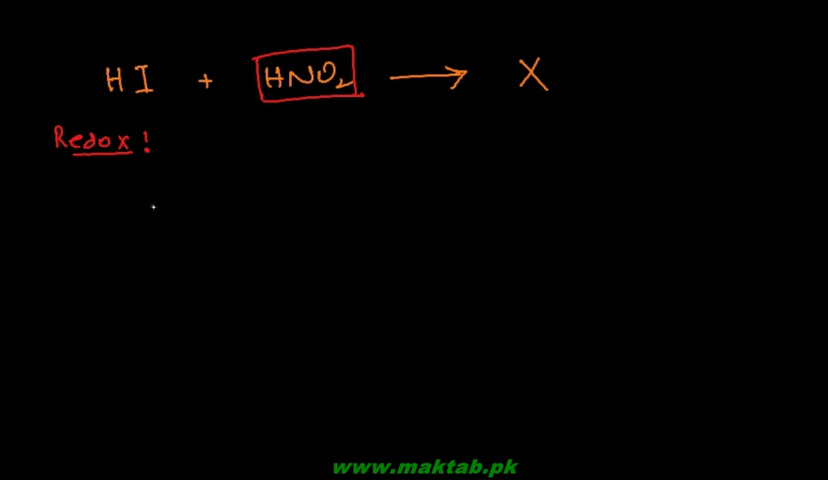 HI + HNO₂ → X
Redox!
www.maktab.pk